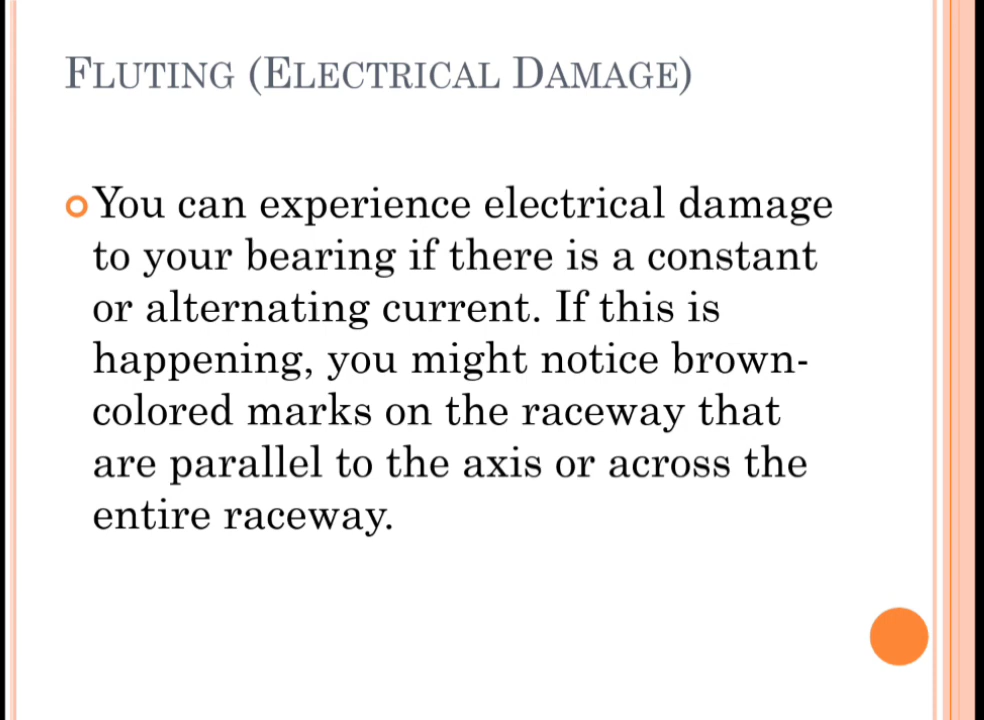 FLUTING (ELECTRICAL DAMAGE)
You can experience electrical damage
to your bearing if there is a constant
or alternating current. If this is
happening, you might notice brown-
colored marks on the raceway that
are parallel to the axis or across the
entire raceway.